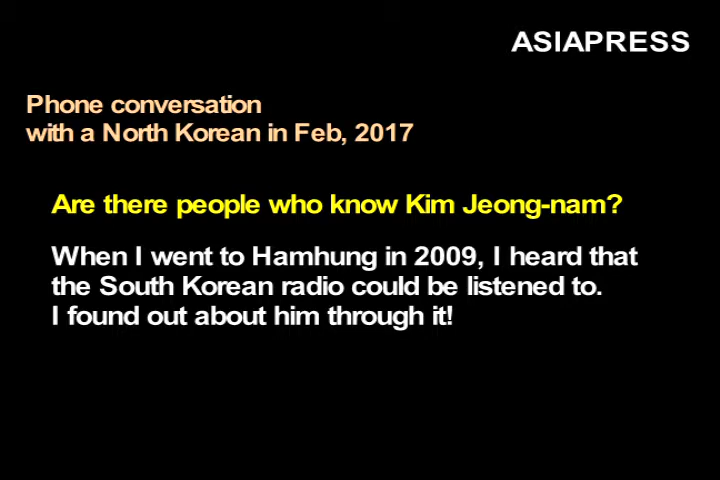 ASIAPRESS
Phone conversation
with a North Korean in Feb, 2017
Are there people who know Kim Jeong-nam?
When I went to Hamhung in 2009, I heard that
the South Korean radio could be listened to.
I found out about him through it!